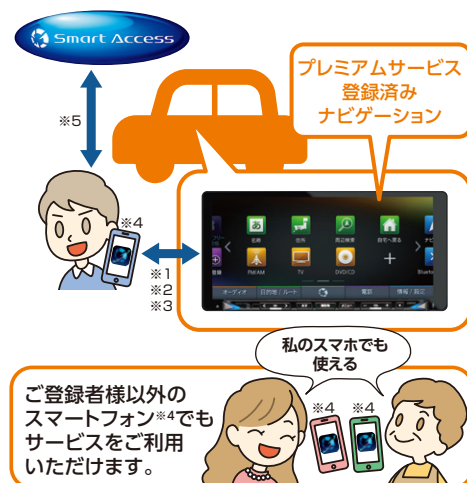 Smart Access
プレミアムサービス
登録済み
ナビゲーション
※5
※4
※1
※2
※3
名称
住所
周辺検索
自宅へ戻る
FM/AM
TV
DVD/CD
オーディオ
目的地 / ルート
電話
情報 / 設定
私のスマホでも
使える
ご登録者様以外の
スマートフォン※4でも
サービスをご利用
いただけます。
※4 ※4